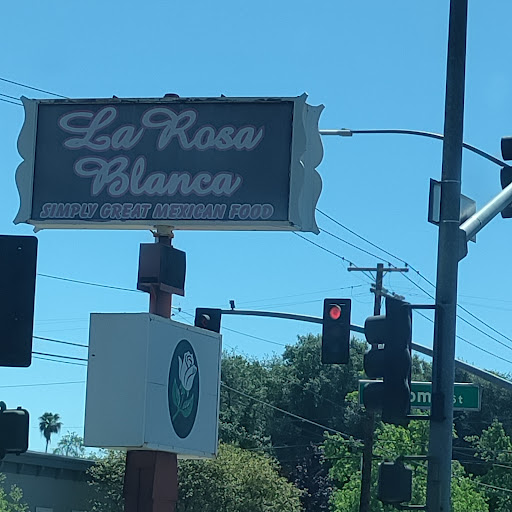 La Rosa
Blanca
SIMPLY GREAT MEXICAN FOOD